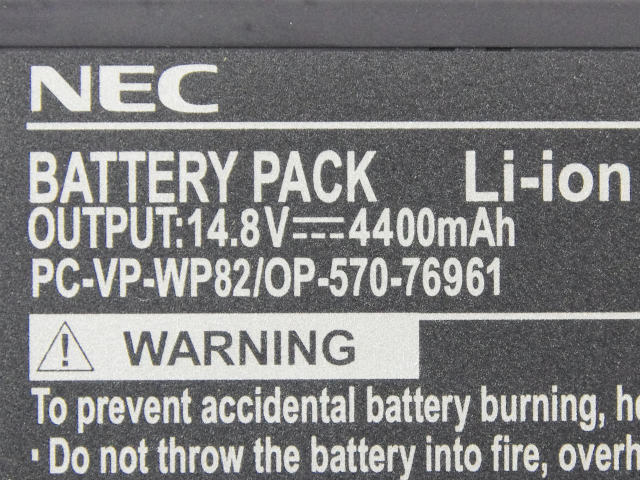 NEC
BATTERY PACK Li-ion
OUTPUT:14.8V⎓4400mAh
PC-VP-WP82/OP-570-76961
WARNING
To prevent accidental battery burning,
· Do not throw the battery into fire,